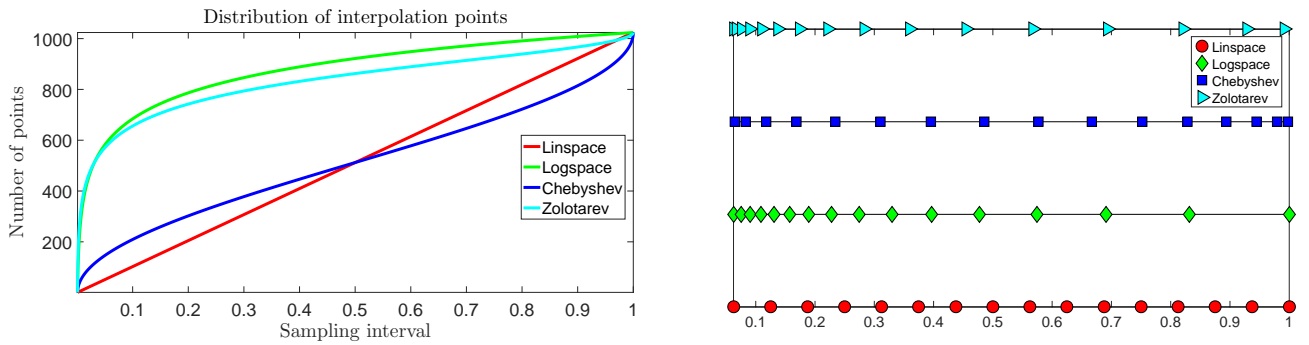 Distribution of interpolation points
Number of points
1000
800
600
400
200
0.1 0.2 0.3 0.4 0.5 0.6 0.7 0.8 0.9 1
Sampling interval
Linspace
Logspace
Chebyshev
Zolotarev
Linspace
Logspace
Chebyshev
Zolotarev
0.1 0.2 0.3 0.4 0.5 0.6 0.7 0.8 0.9 1